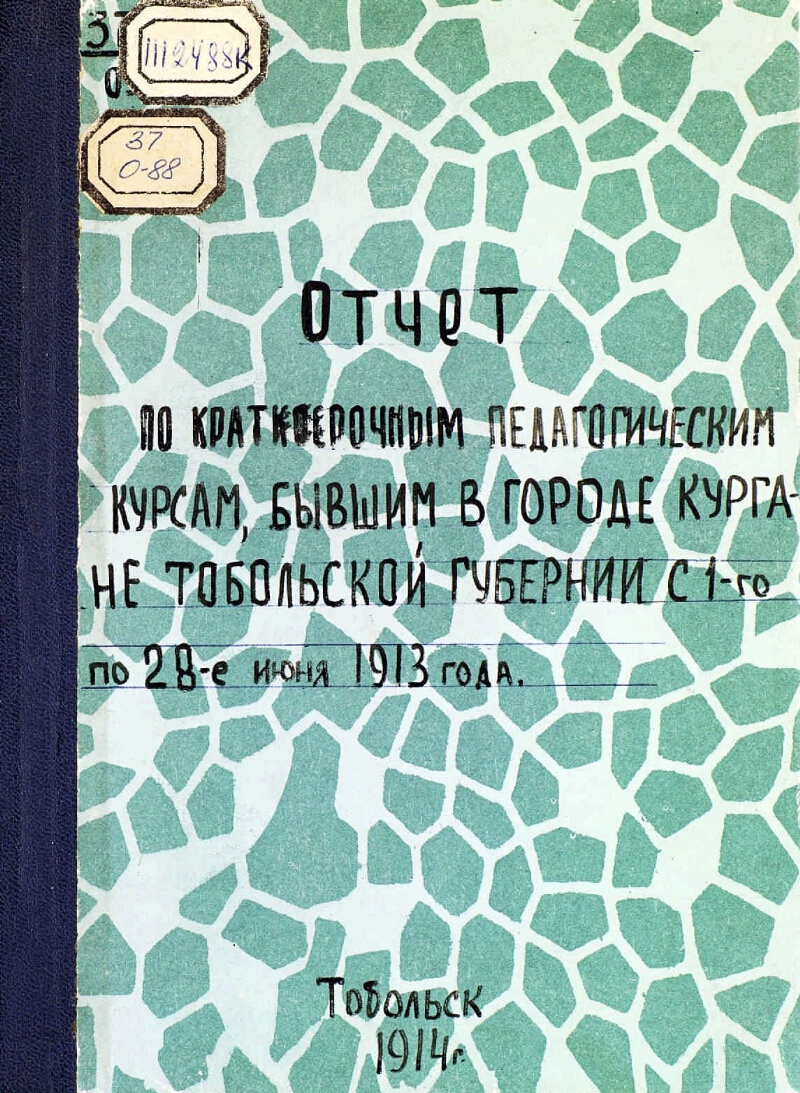 37
Ш2488К
37
О-88
Отчет
по краткосрочным педагогическим
курсам, бывшим в городе Курга-
не Тобольской губернии с 1-го
по 28-е июня 1913 года.
Тобольск
1914г.